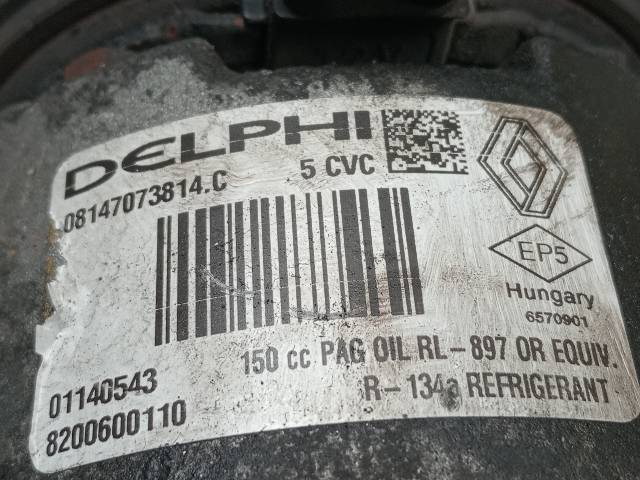 DELPHI
08147073814.C
5 CVC
EP5
Hungary
6570901
150 cc PAG OIL RL-897 OR EQUIV.
R-134a REFRIGERANT
01140543
8200600110